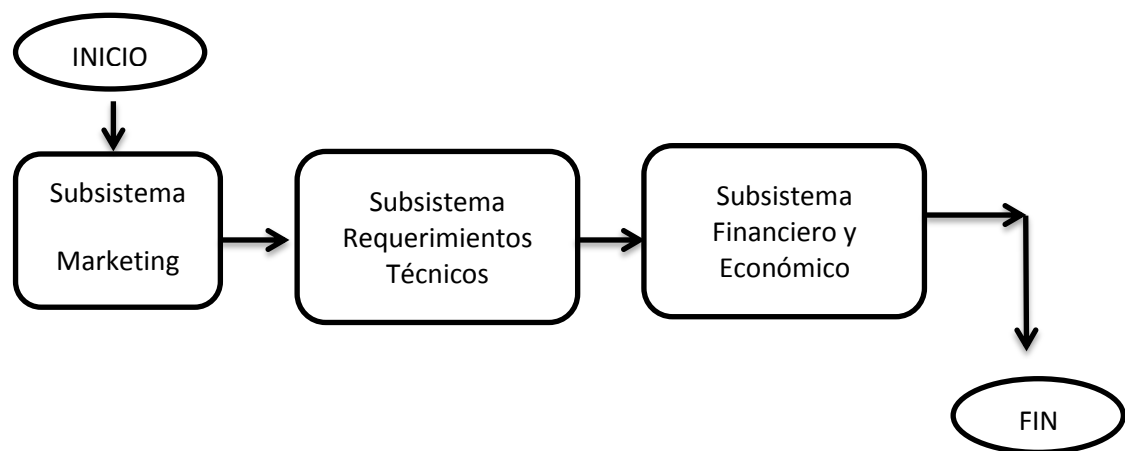 INICIO
Subsistema
Marketing
Subsistema
Requerimientos
Técnicos
Subsistema
Financiero y
Económico
FIN